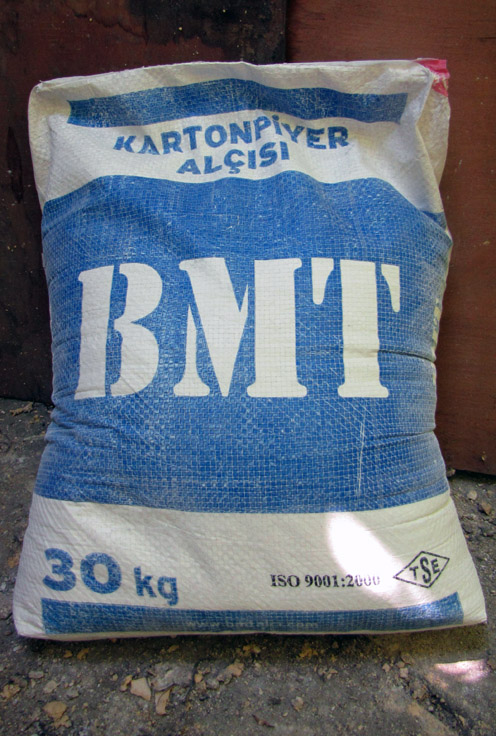 KARTONPİYER
ALÇISI
BMT
30 kg
ISO 9001:2000
TSE